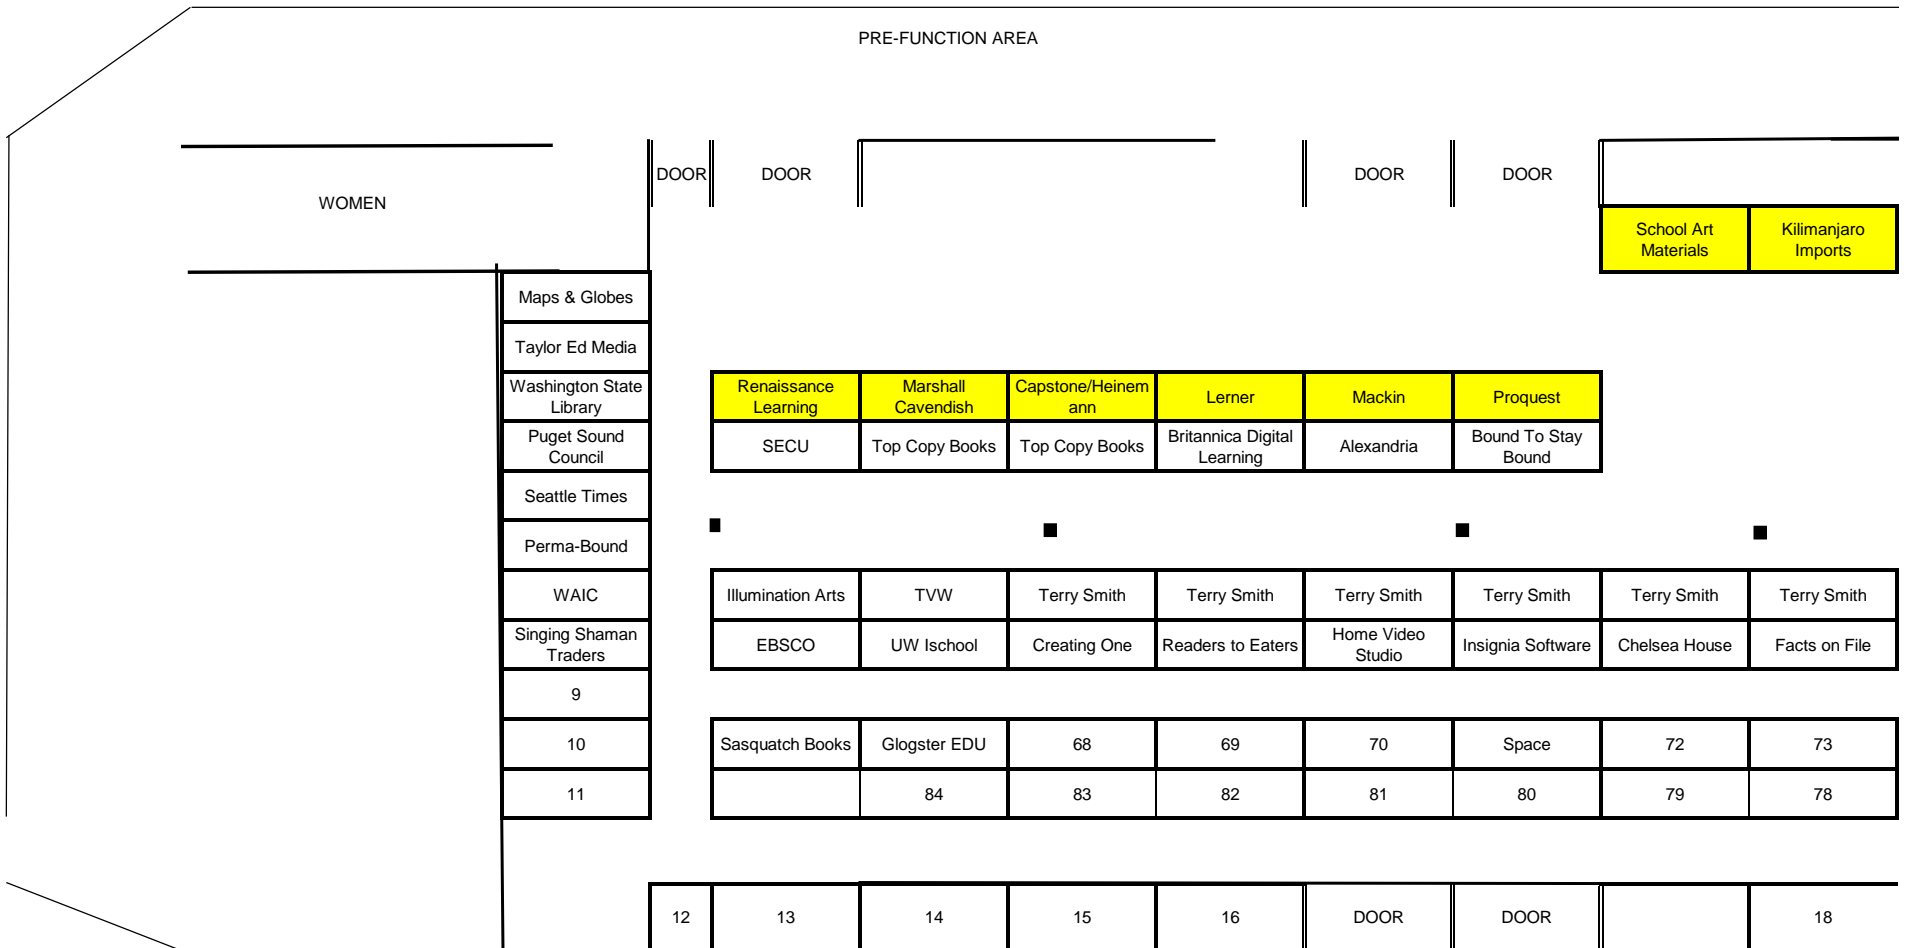 PRE-FUNCTION AREA
DOOR
DOOR
DOOR
DOOR
WOMEN
School Art
Materials
Kilimanjaro
Imports
Maps & Globes
Taylor Ed Media
Washington State
Library
Renaissance
Learning
Marshall
Cavendish
Capstone/Heinem
ann
Lerner
Mackin
Proquest
Puget Sound
Council
SECU
Top Copy Books
Top Copy Books
Britannica Digital
Learning
Alexandria
Bound To Stay
Bound
Seattle Times
Perma-Bound
WAIC
Illumination Arts
TVW
Terry Smith
Terry Smith
Terry Smith
Terry Smith
Terry Smith
Terry Smith
Singing Shaman
Traders
EBSCO
UW Ischool
Creating One
Readers to Eaters
Home Video
Studio
Insignia Software
Chelsea House
Facts on File
9
10
Sasquatch Books
Glogster EDU
68
69
70
Space
72
73
11
84
83
82
81
80
79
78
12
13
14
15
16
DOOR
DOOR
18